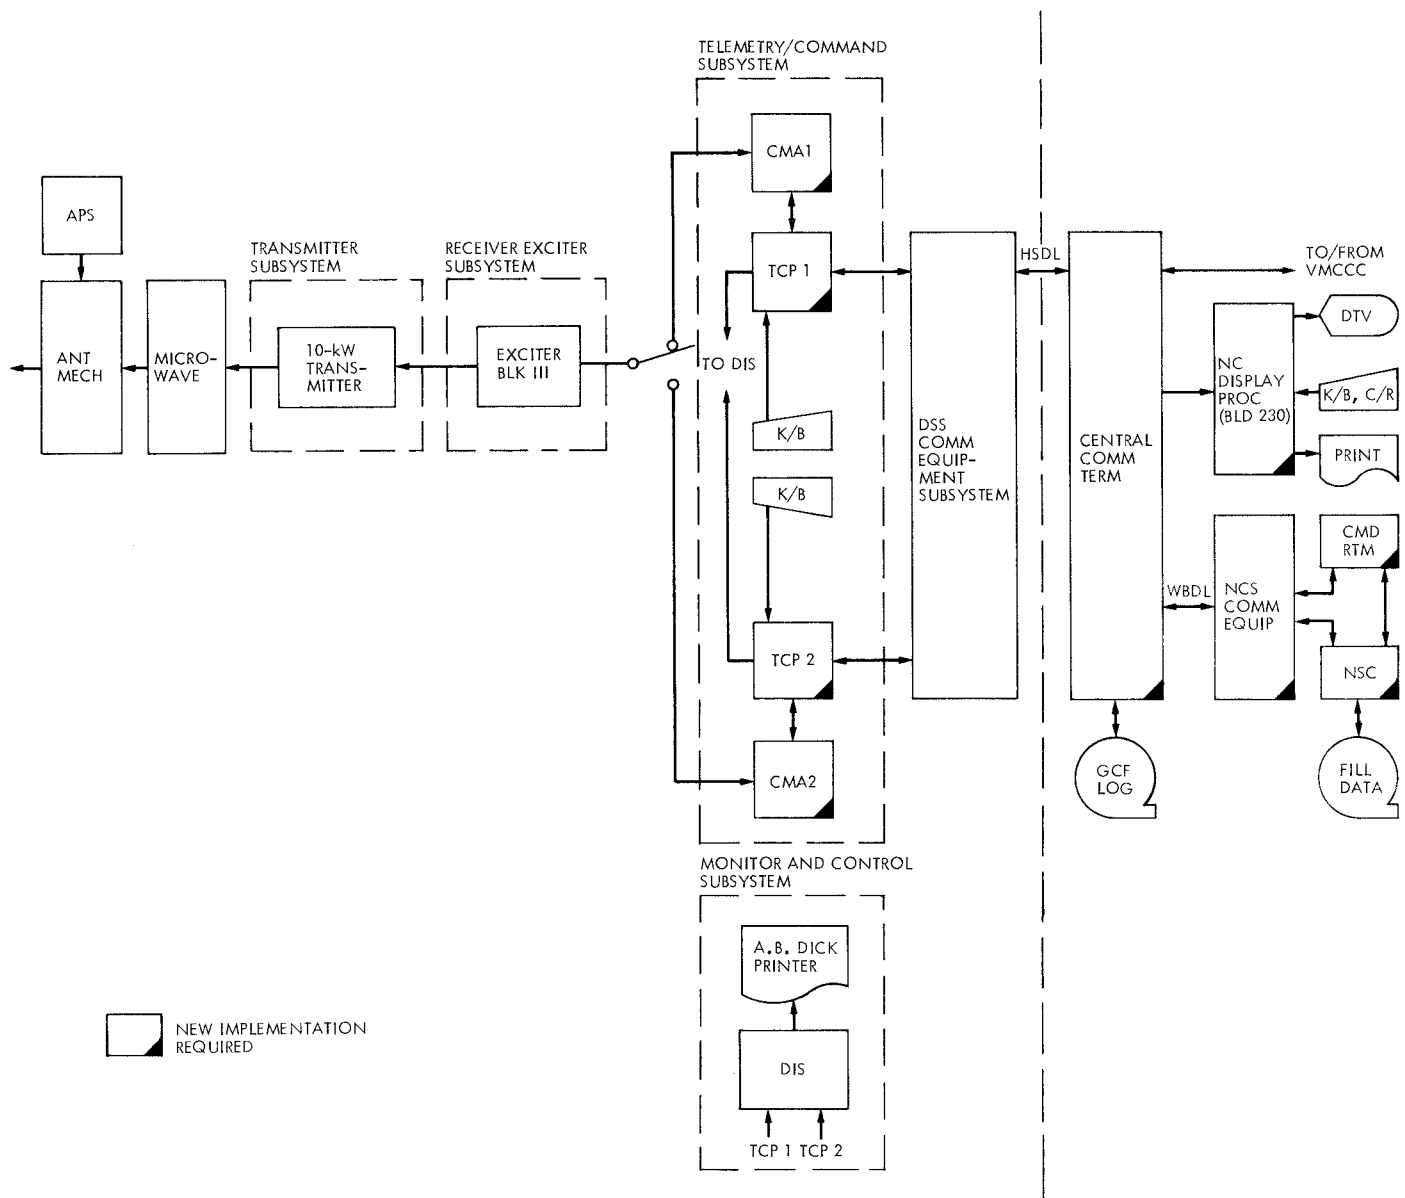 TELEMETRY/COMMAND
SUBSYSTEM
CMA1
APS
TRANSMITTER
SUBSYSTEM
RECEIVER EXCITER
SUBSYSTEM
TCP 1
HSDL
TO/FROM
VMCCC
DTV
ANT
MECH
MICRO-
WAVE
10-kW
TRANS-
MITTER
EXCITER
BLK III
TO DIS
NC
DISPLAY
PROC
(BLD 230)
K/B, C/R
K/B
DSS
COMM
EQUIP-
MENT
SUBSYSTEM
CENTRAL
COMM
TERM
PRINT
K/B
CMD
RTM
WBDL
NCS
COMM
EQUIP
TCP 2
NSC
CMA2
GCF
LOG
FILL
DATA
MONITOR AND CONTROL
SUBSYSTEM
A.B. DICK
PRINTER
NEW IMPLEMENTATION
REQUIRED
DIS
TCP 1 TCP 2